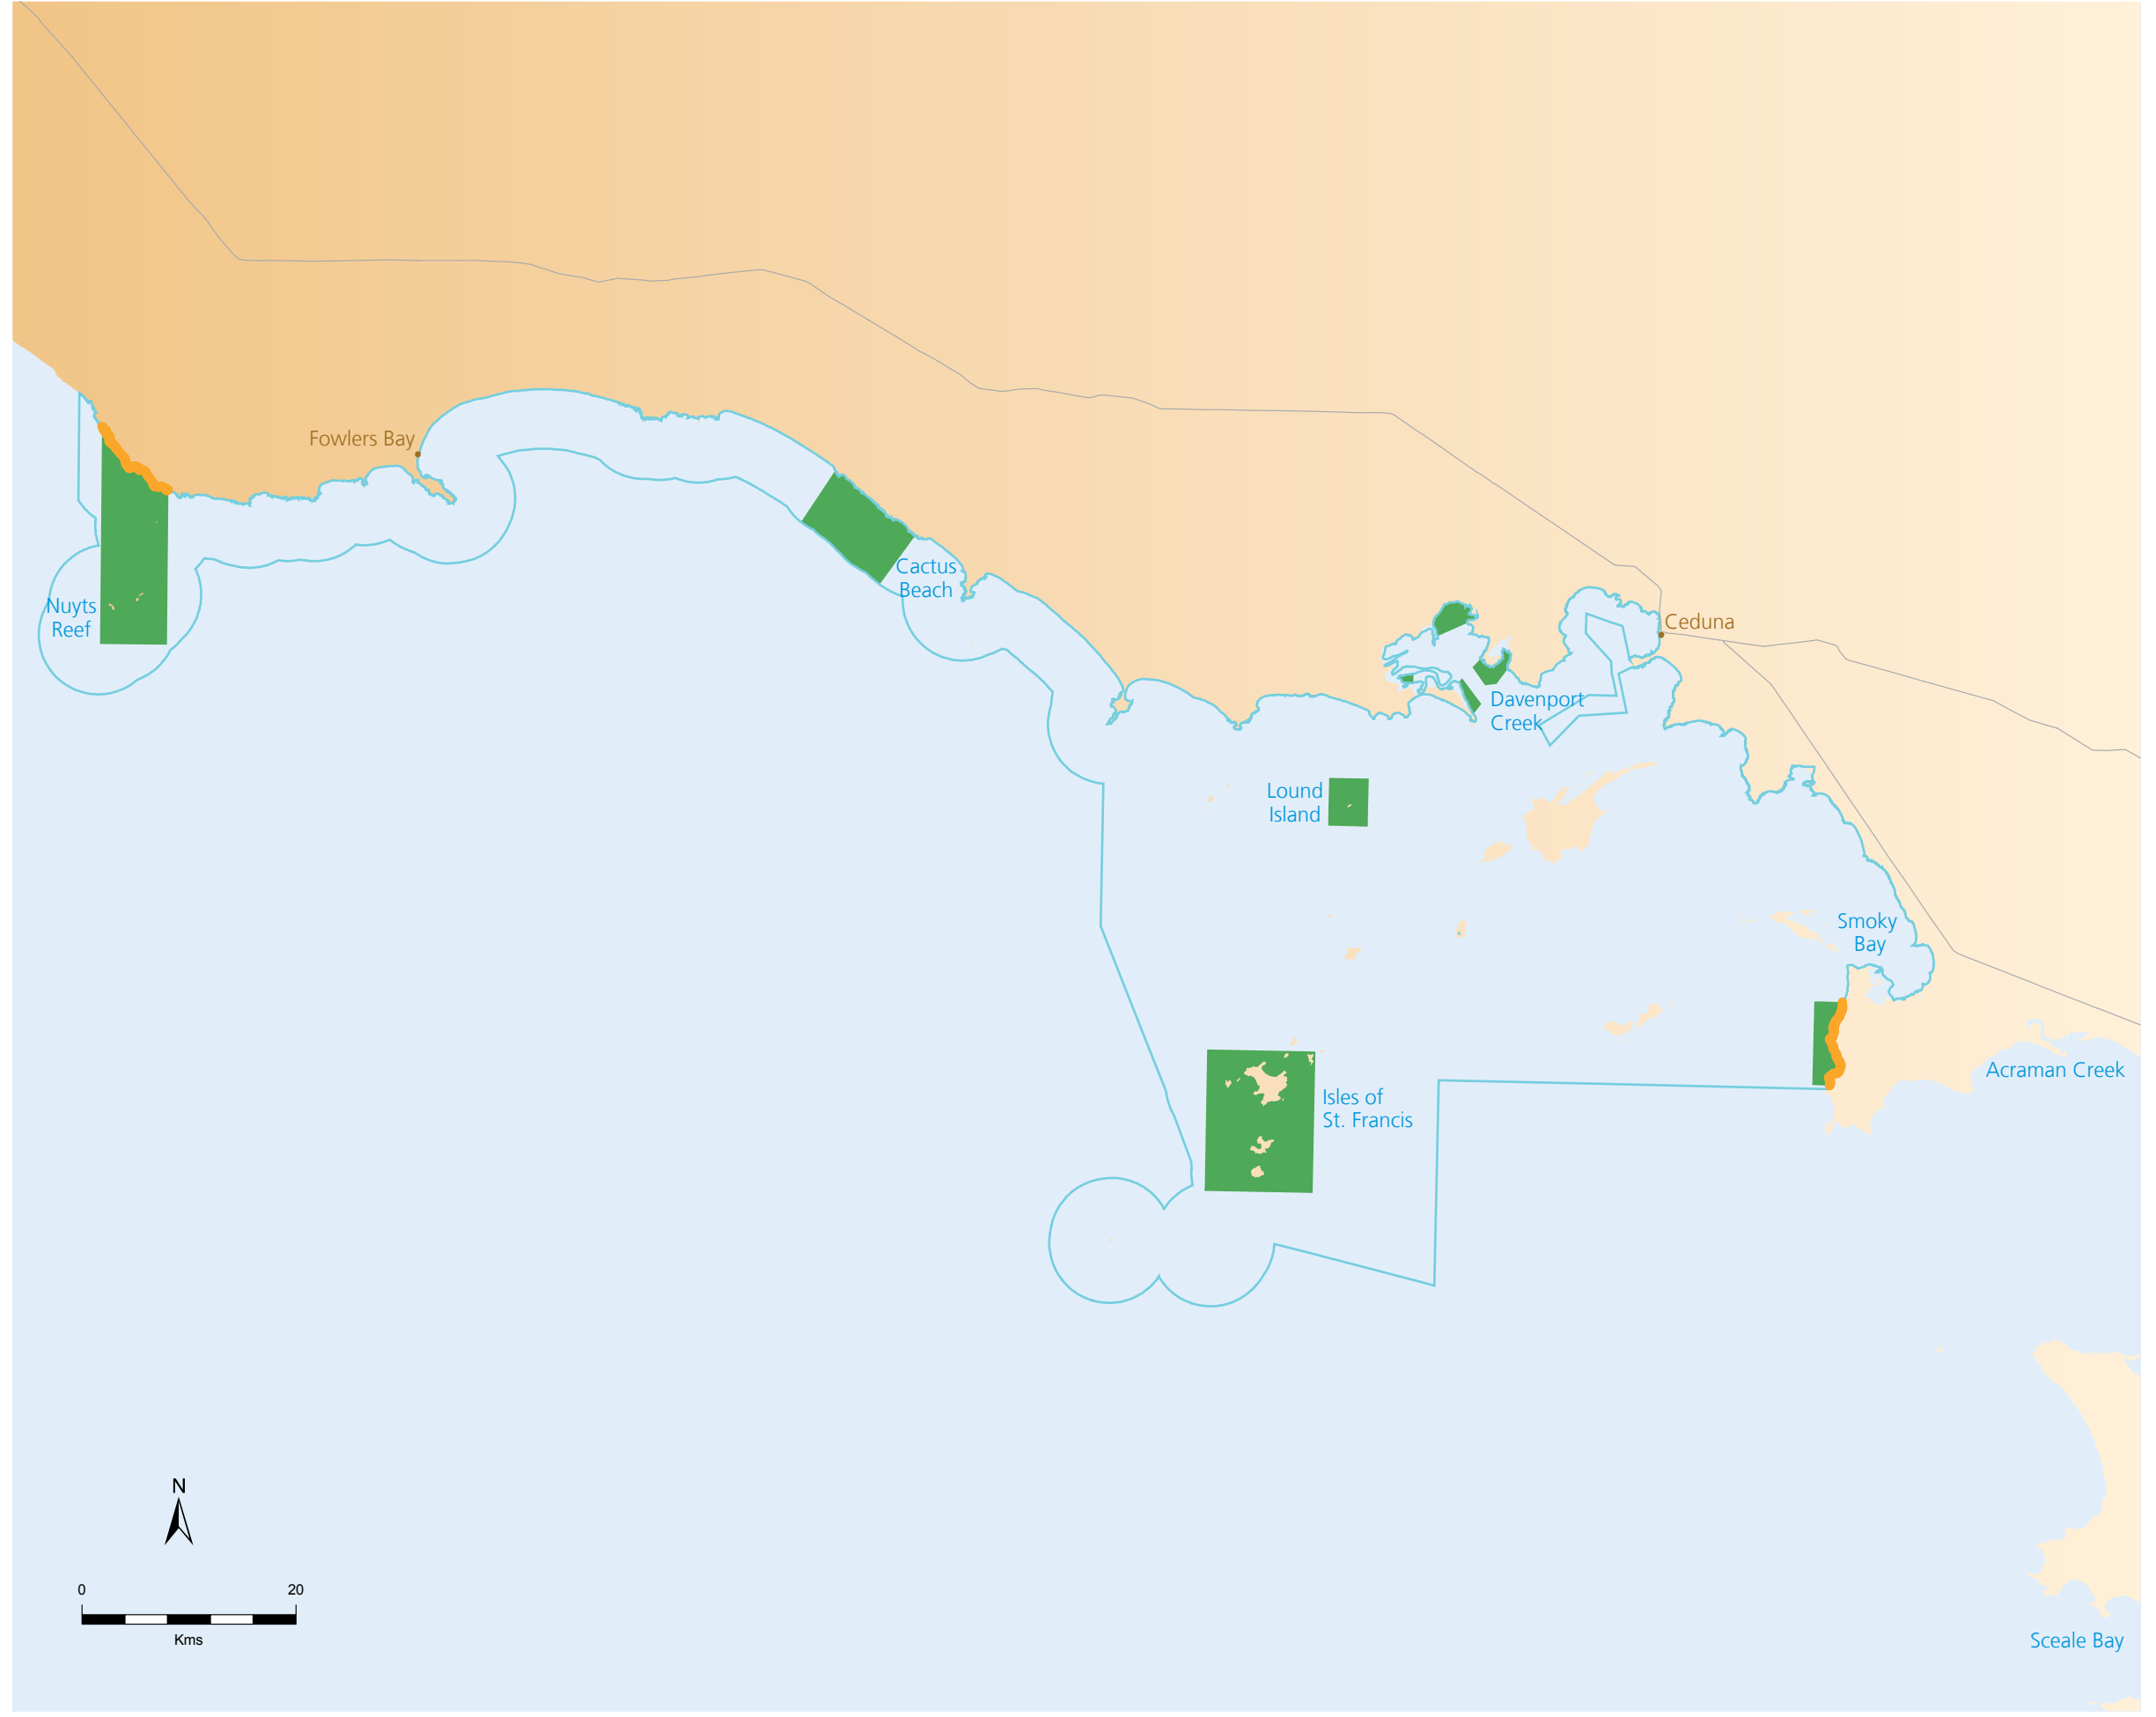 Fowlers Bay
Cactus
Beach
Nuyts
Reef
Ceduna
Davenport
Creek
Lound
Island
Smoky
Bay
Acraman Creek
Isles of
St. Francis
N
0 20
Kms
Sceale Bay